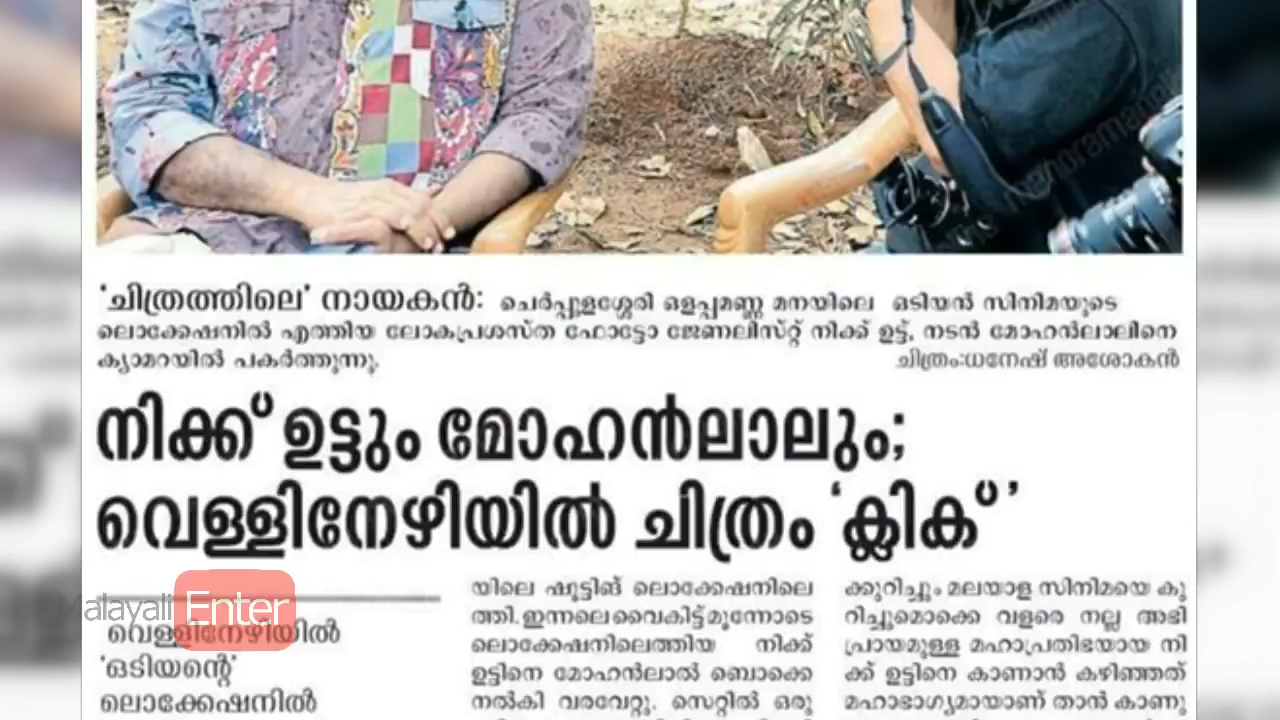 'ചിത്രത്തിലെ' നായകൻ: ചെർപ്പുളശ്ശേരി ഒളപ്പമണ്ണ മനയിലെ ഒടിയൻ സിനിമയുടെ
ലൊക്കേഷനിൽ എത്തിയ ലോകപ്രശസ്ത ഫോട്ടോ ജേണലിസ്റ്റ് നിക്ക് ഉട്ട്, നടൻ മോഹൻലാലിനെ
ക്യാമറയിൽ പകർത്തുന്നു.
ചിത്രം:ധനേഷ് അശോകൻ
നിക്ക് ഉട്ടും മോഹൻലാലും;
വെള്ളിനേഴിയിൽ ചിത്രം 'ക്ലിക്'
Malayali Enter
വെള്ളിനേഴിയിൽ
'ഒടിയന്റെ'
ലൊക്കേഷനിൽ
യിലെ ഷൂട്ടിങ് ലൊക്കേഷനിലെ
ത്തി. ഇന്നലെ വൈകിട്ട് മൂന്നോടെ
ലൊക്കേഷനിലെത്തിയ നിക്ക്
ഉട്ടിനെ മോഹൻലാൽ ബൊക്കെ
നൽകി വരവേറ്റു. സെറ്റിൽ ഒരു
ക്കുറിച്ചും മലയാള സിനിമയെ കു
റിച്ചുമൊക്കെ വളരെ നല്ല അഭി
പ്രായമുള്ള മഹാപ്രതിഭയായ നി
ക്ക് ഉട്ടിനെ കാണാൻ കഴിഞ്ഞത്
മഹാഭാഗ്യമായാണ് താൻ കാണു